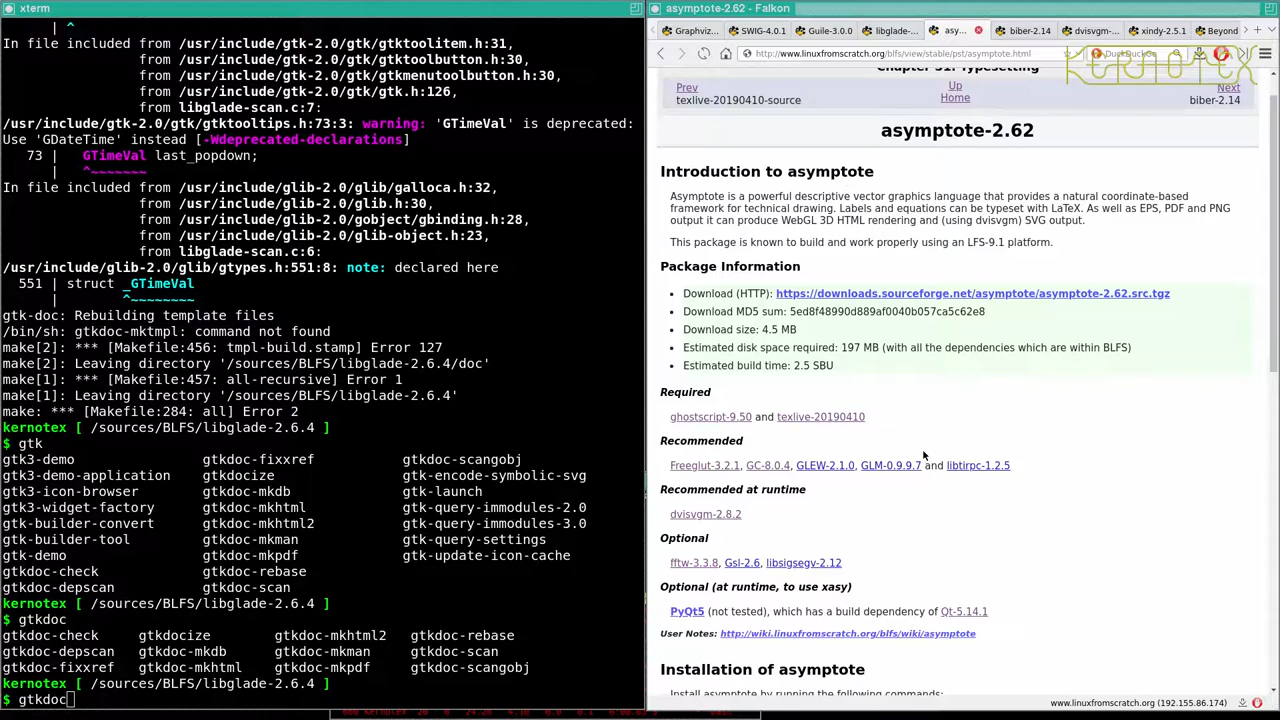 xterm
| ^
In file included from /usr/include/gtk-2.0/gtk/gtktoolitem.h:31,
from /usr/include/gtk-2.0/gtk/gtktoolbutton.h:30,
from /usr/include/gtk-2.0/gtk/gtkmenutoolbutton.h:30,
from /usr/include/gtk-2.0/gtk/gtk.h:126,
from libglade-scan.c:7:
/usr/include/gtk-2.0/gtk/gtktooltips.h:73:3: warning: 'GTimeVal' is deprecated:
Use 'GDateTime' instead [-Wdeprecated-declarations]
73 | GTimeVal last_popdown;
| ^~~~~~~~
In file included from /usr/include/glib-2.0/glib/galloca.h:32,
from /usr/include/glib-2.0/glib.h:30,
from /usr/include/glib-2.0/gobject/gbinding.h:28,
from /usr/include/glib-2.0/glib-object.h:23,
from libglade-scan.c:6:
/usr/include/glib-2.0/glib/gtypes.h:551:8: note: declared here
551 | struct _GTimeVal
| ^~~~~~~~~
gtk-doc: Rebuilding template files
/bin/sh: gtkdoc-mktmpl: command not found
make[2]: *** [Makefile:456: tmpl-build.stamp] Error 127
make[2]: Leaving directory '/sources/BLFS/libglade-2.6.4/doc'
make[1]: *** [Makefile:457: all-recursive] Error 1
make[1]: Leaving directory '/sources/BLFS/libglade-2.6.4'
make: *** [Makefile:284: all] Error 2
kernotex [ /sources/BLFS/libglade-2.6.4 ]
$ gtk
gtk3-demo gtkdoc-fixxref gtkdoc-scangobj
gtk3-demo-application gtkdocize gtk-encode-symbolic-svg
gtk3-icon-browser gtkdoc-mkdb gtk-launch
gtk3-widget-factory gtkdoc-mkhtml gtk-query-immodules-2.0
gtk-builder-convert gtkdoc-mkhtml2 gtk-query-immodules-3.0
gtk-builder-tool gtkdoc-mkman gtk-query-settings
gtk-demo gtkdoc-mkpdf gtk-update-icon-cache
gtkdoc-check gtkdoc-rebase
gtkdoc-depscan gtkdoc-scan
kernotex [ /sources/BLFS/libglade-2.6.4 ]
$ gtkdoc
gtkdoc-check gtkdocize gtkdoc-mkhtml2 gtkdoc-rebase
gtkdoc-depscan gtkdoc-mkdb gtkdoc-mkman gtkdoc-scan
gtkdoc-fixxref gtkdoc-mkhtml gtkdoc-mkpdf gtkdoc-scangobj
kernotex [ /sources/BLFS/libglade-2.6.4 ]
$ gtkdoc
asymptote-2.62 - Falkon
Graphviz... SWIG-4.0.1 Guile-3.0.0 libglade-... asy... biber-2.14 dvisvgm-... xindy-2.5.1 Beyond
http://www.linuxfromscratch.org/blfs/view/stable/pst/asymptote.html DuckDuckGo
KERNOTEX
Chapter 51. Typesetting
Prev Up Next
texlive-20190410-source Home biber-2.14
asymptote-2.62
Introduction to asymptote
Asymptote is a powerful descriptive vector graphics language that provides a natural coordinate-based
framework for technical drawing. Labels and equations can be typeset with LaTeX. As well as EPS, PDF and PNG
output it can produce WebGL 3D HTML rendering and (using dvisvgm) SVG output.
This package is known to build and work properly using an LFS-9.1 platform.
Package Information
• Download (HTTP): https://downloads.sourceforge.net/asymptote/asymptote-2.62.src.tgz
• Download MD5 sum: 5ed8f48990d889af0040b057ca5c62e8
• Download size: 4.5 MB
• Estimated disk space required: 197 MB (with all the dependencies which are within BLFS)
• Estimated build time: 2.5 SBU
Required
ghostscript-9.50 and texlive-20190410
Recommended
Freeglut-3.2.1, GC-8.0.4, GLEW-2.1.0, GLM-0.9.9.7 and libtirpc-1.2.5
Recommended at runtime
dvisvgm-2.8.2
Optional
fftw-3.3.8, Gsl-2.6, libsigsegv-2.12
Optional (at runtime, to use xasy)
PyQt5 (not tested), which has a build dependency of Qt-5.14.1
User Notes: http://wiki.linuxfromscratch.org/blfs/wiki/asymptote
Installation of asymptote
Install asymptote by running the following commands:
www.linuxfromscratch.org (192.155.86.174)